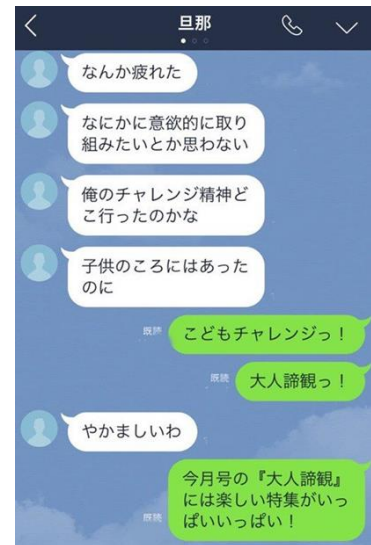 旦那
なんか疲れた
なにかに意欲的に取り
組みたいとか思わない
俺のチャレンジ精神ど
こ行ったのかな
子供のころにはあった
のに
既読
こどもチャレンジっ！
既読
大人諦観っ！
やかましいわ
今月号の『大人諦観』
には楽しい特集がいっ
ぱいいっぱい！
既読